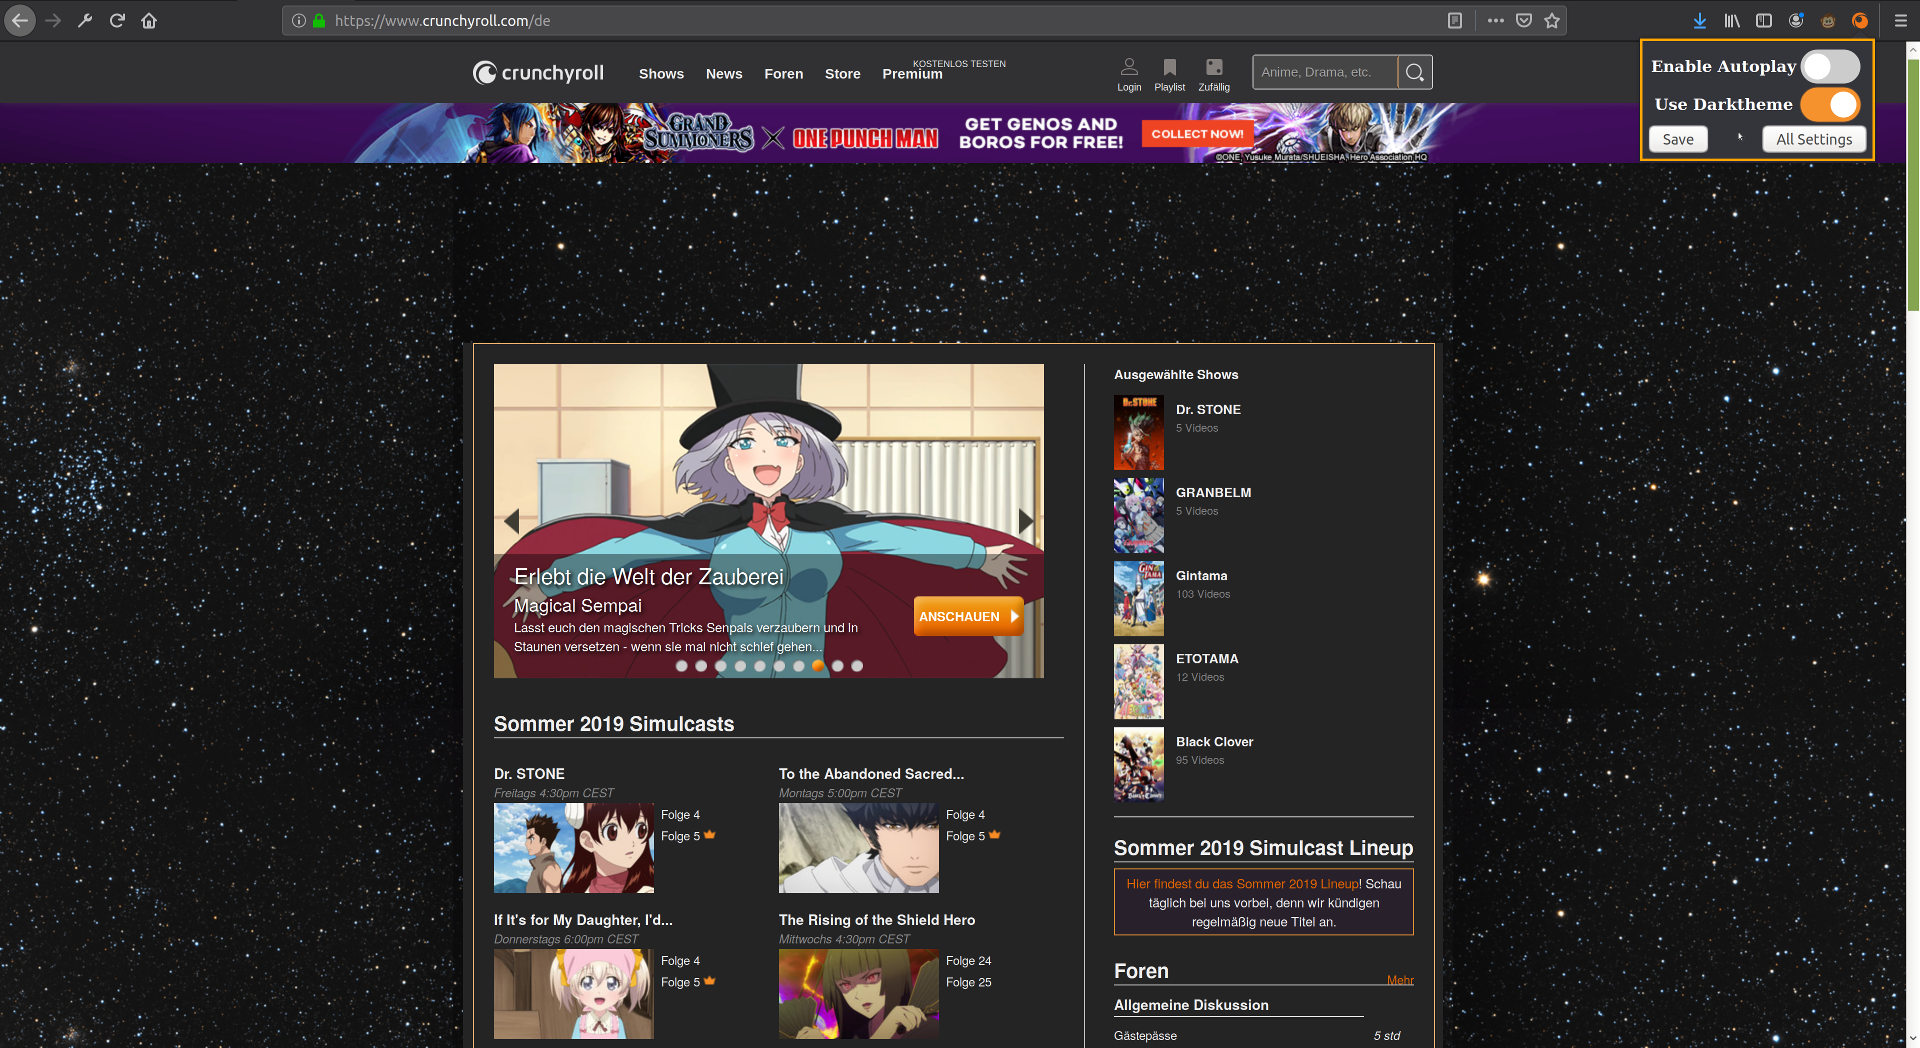 https://www.crunchyroll.com/de
crunchyroll
Shows
News
Foren
Store
Premium
KOSTENLOS TESTEN
Login
Playlist
Zufällig
Anime, Drama, etc.
Enable Autoplay
Use Darktheme
Save
All Settings
GRAND SUMMONERS
ONE PUNCH MAN
GET GENOS AND
BOROS FOR FREE!
COLLECT NOW!
©ONE, Yusuke Murata/SHUEISHA, Hero Association HQ
Erlebt die Welt der Zauberei
Magical Sempai
Lasst euch den magischen Tricks Senpais verzaubern und in
Staunen versetzen - wenn sie mal nicht schief gehen...
ANSCHAUEN
Sommer 2019 Simulcasts
Dr. STONE
Freitags 4:30pm CEST
Folge 4
Folge 5
To the Abandoned Sacred...
Montags 5:00pm CEST
Folge 4
Folge 5
If It's for My Daughter, I'd...
Donnerstags 6:00pm CEST
Folge 4
Folge 5
The Rising of the Shield Hero
Mittwochs 4:30pm CEST
Folge 24
Folge 25
Ausgewählte Shows
Dr.STONE
Dr. STONE
5 Videos
GRANBELM
5 Videos
GINTAMA
Gintama
103 Videos
ETOTAMA
12 Videos
Black Clover
95 Videos
Sommer 2019 Simulcast Lineup
Hier findest du das Sommer 2019 Lineup! Schau
täglich bei uns vorbei, denn wir kündigen
regelmäßig neue Titel an.
Foren
Mehr
Allgemeine Diskussion
Gästepässe
5 std